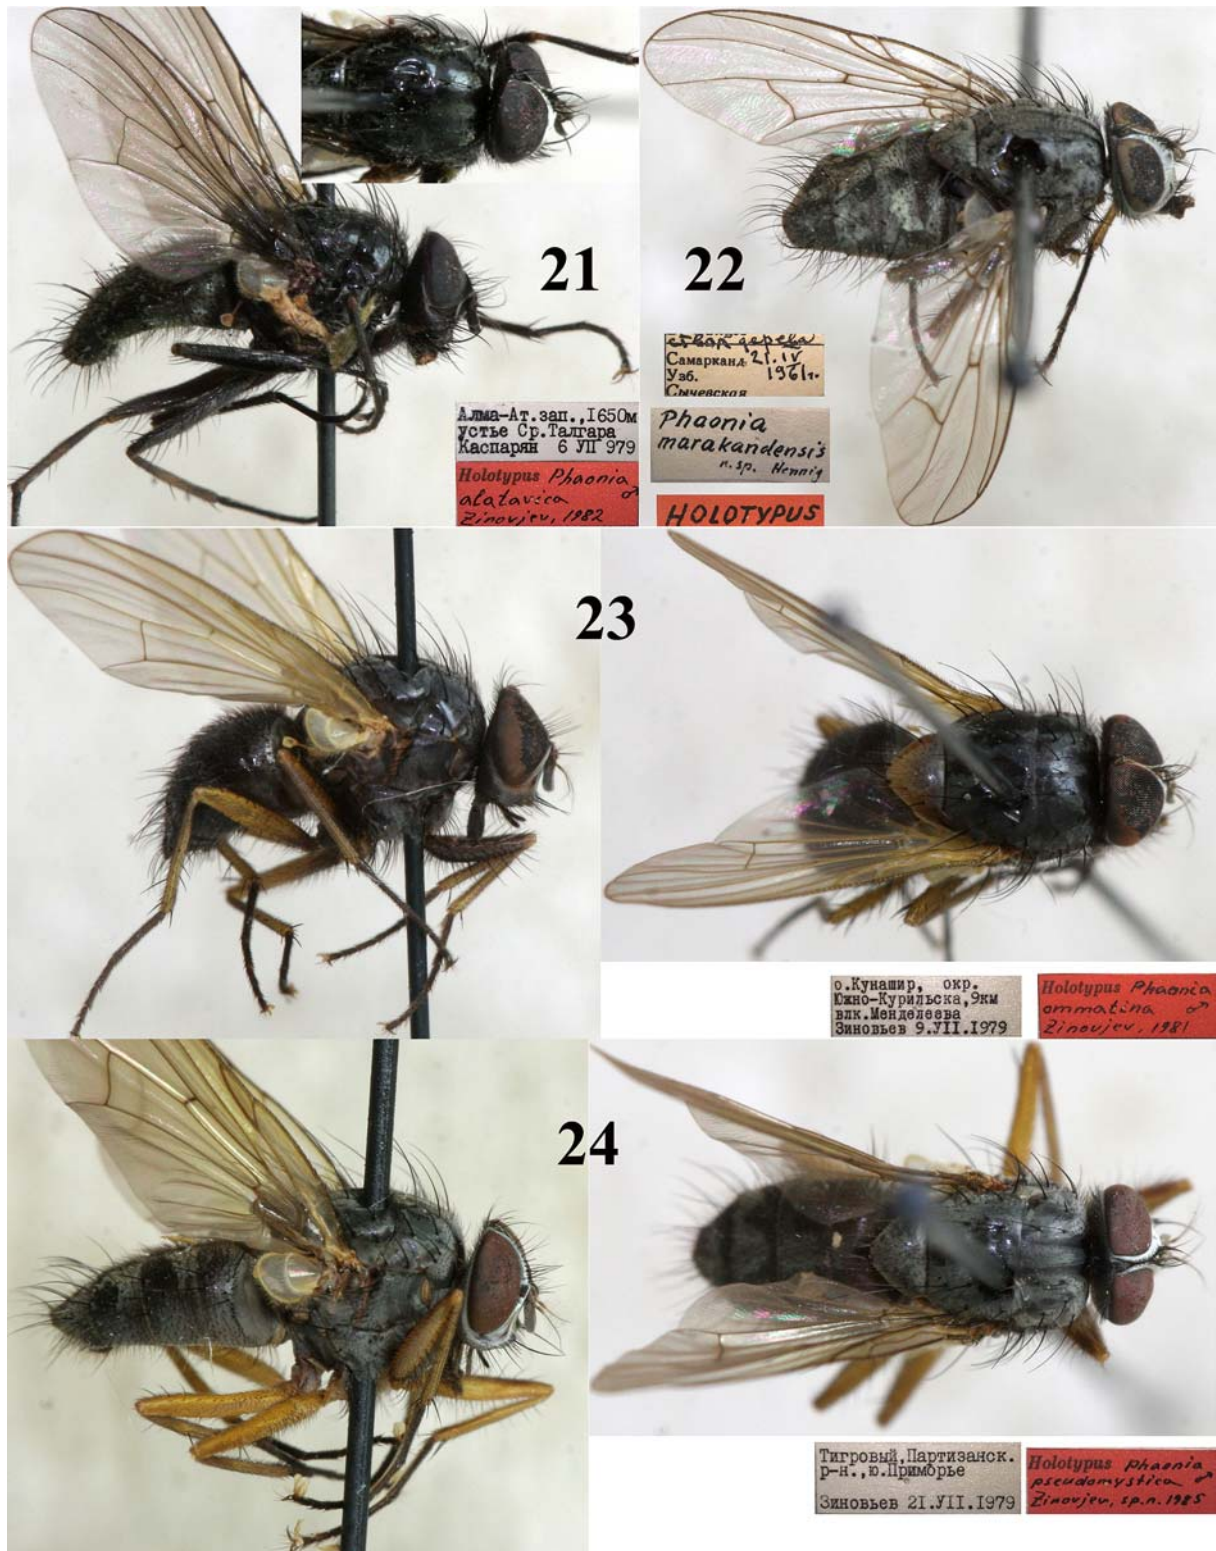 21
22
Самарканд 21.IV
Узб. 1961г.
Сычевская
Алма-Ат.зап.,1650м
устье Ср.Талгара
Каспарян 6 УП 979
Phaonia
marakandensis
n.sp. Hennig
Holotypus Phaonia
alatavica ♂
Zinovjev, 1982
HOLOTYPUS
23
о.Кунашир, окр.
Южно-Курильска,9км
влк.Менделеева
Зиновьев 9.УП.1979
Holotypus Phaonia
ommatina ♂
Zinovjev, 1981
24
Тигровый,Партизанск.
р-н.,ю.Приморье
Зиновьев 21.УП.1979
Holotypus Phaonia
pseudomystica ♂
Zinovjev, sp.n. 1985